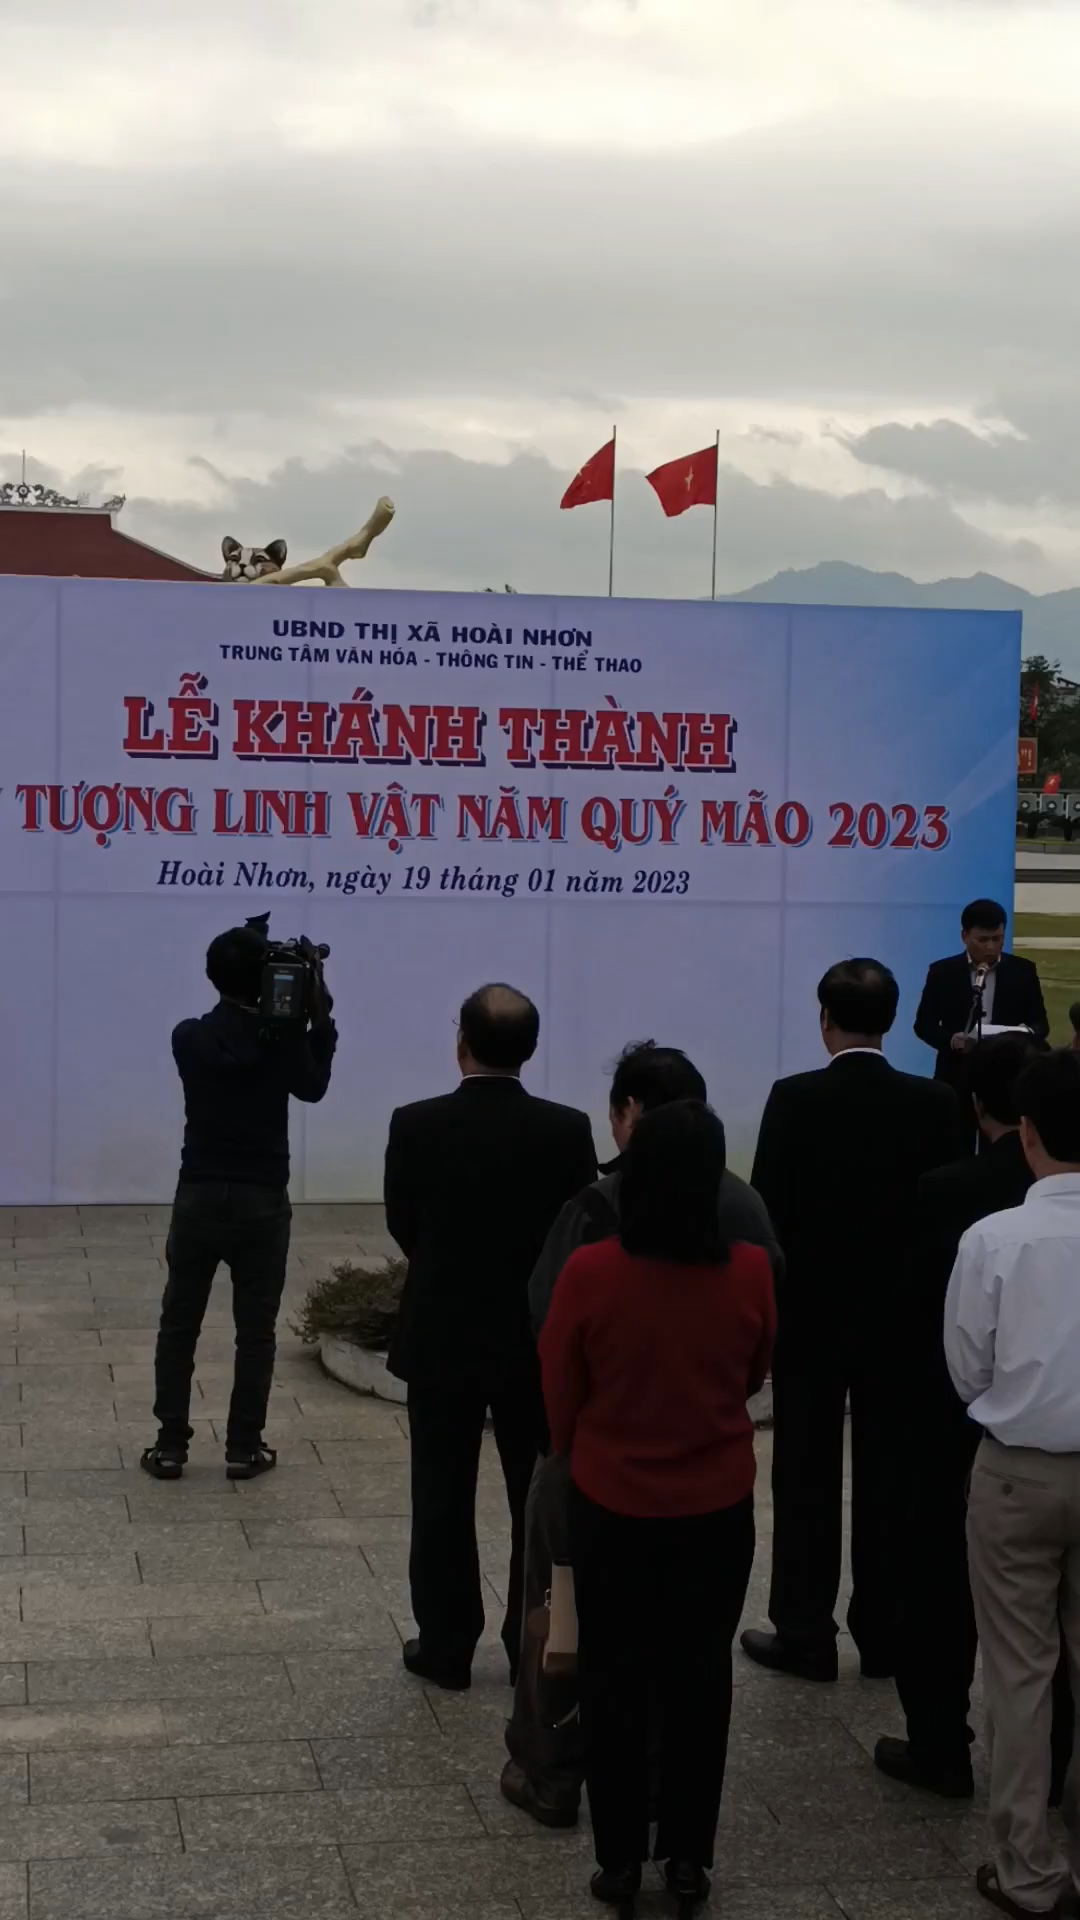 UBND THỊ XÃ HOÀI NHƠN
TRUNG TÂM VĂN HÓA - THÔNG TIN - THỂ THAO
LỄ KHÁNH THÀNH
TƯỢNG LINH VẬT NĂM QUÝ MÃO 2023
Hoài Nhơn, ngày 19 tháng 01 năm 2023